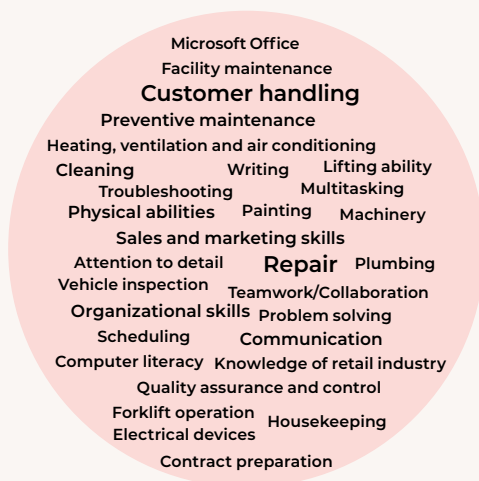 Microsoft Office
Facility maintenance
Customer handling
Preventive maintenance
Heating, ventilation and air conditioning
Cleaning Writing Lifting ability
Troubleshooting Multitasking
Physical abilities Painting Machinery
Sales and marketing skills
Attention to detail Repair Plumbing
Vehicle inspection Teamwork/Collaboration
Organizational skills Problem solving
Scheduling Communication
Computer literacy Knowledge of retail industry
Quality assurance and control
Forklift operation Housekeeping
Electrical devices
Contract preparation